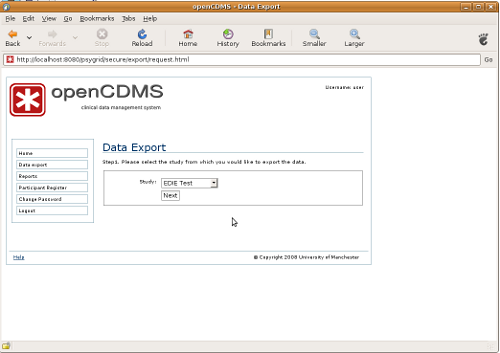 openCDMS - Data Export
File Edit View Go Bookmarks Tabs Help
Back Forwards Stop Reload Home History Bookmarks Smaller Larger
http://localhost:8080/psygrid/secure/export/request.html Go
openCDMS
clinical data management system
Username: user
Home
Data export
Reports
Participant Register
Change Password
Logout
Data Export
Step1. Please select the study from which you would like to export the data.
Study: EDIE Test
Next
Help © Copyright 2008 University of Manchester